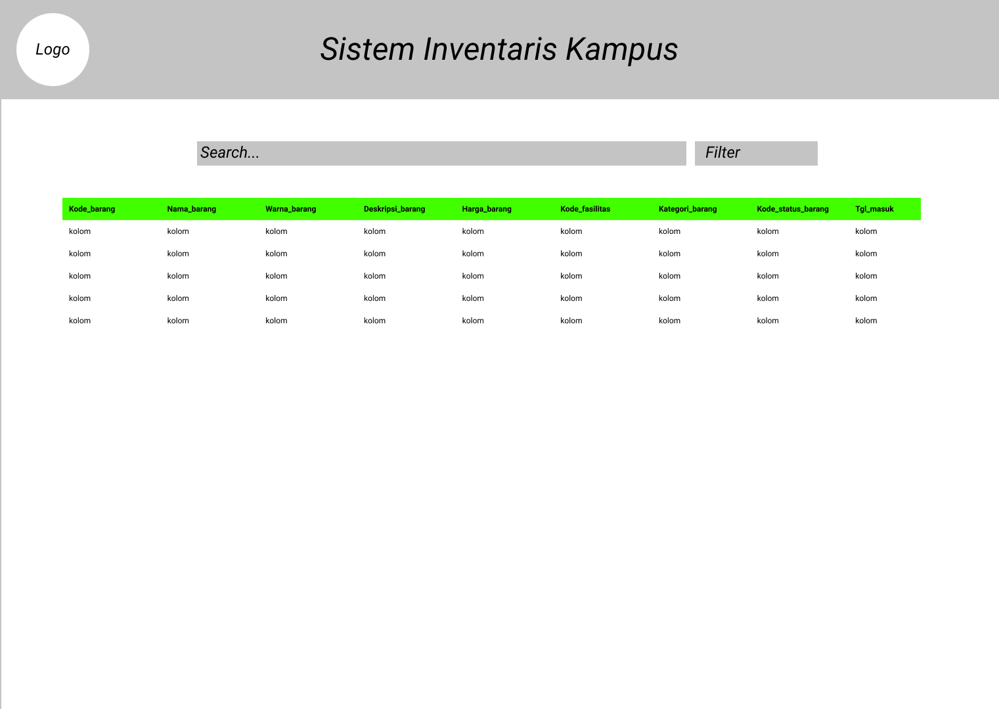 Logo
Sistem Inventaris Kampus
Search...
Filter
Kode_barang Nama_barang Warna_barang Deskripsi_barang Harga_barang Kode_fasilitas Kategori_barang Kode_status_barang Tgl_masuk
kolom kolom kolom kolom kolom kolom kolom kolom kolom
kolom kolom kolom kolom kolom kolom kolom kolom kolom
kolom kolom kolom kolom kolom kolom kolom kolom kolom
kolom kolom kolom kolom kolom kolom kolom kolom kolom
kolom kolom kolom kolom kolom kolom kolom kolom kolom